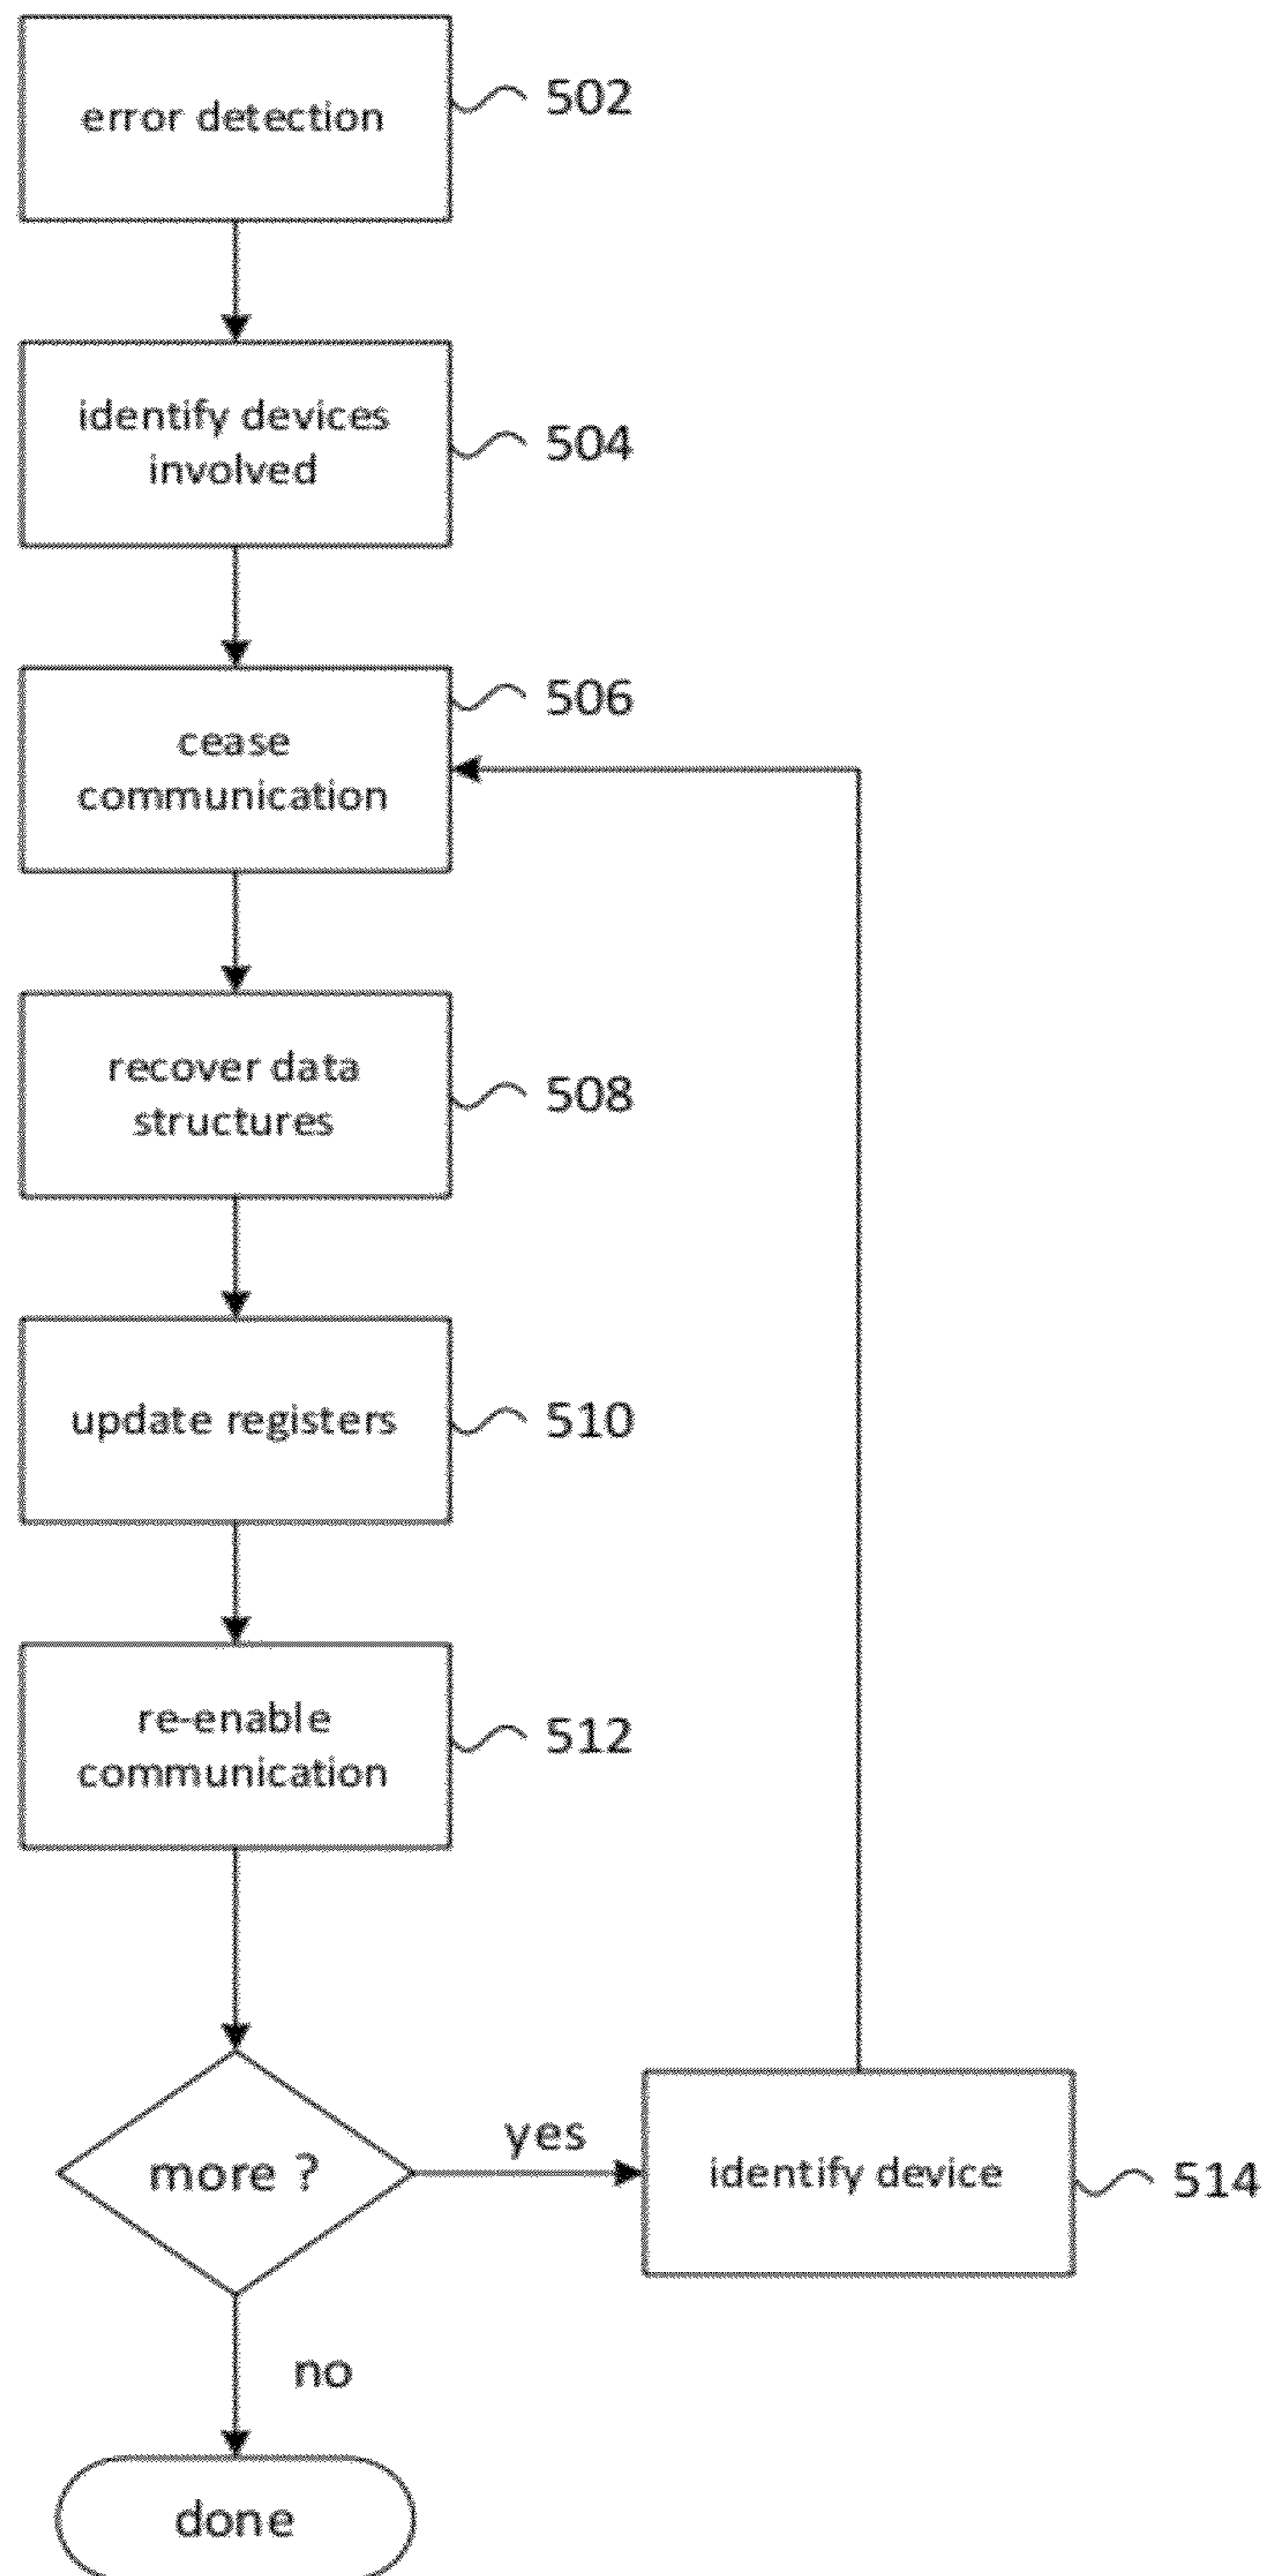 error detection
502
identify devices
involved
504
506
cease
communication
recover data
structures
508
update registers
510
re-enable
communication
512
more ?
yes
identify device
514
no
done